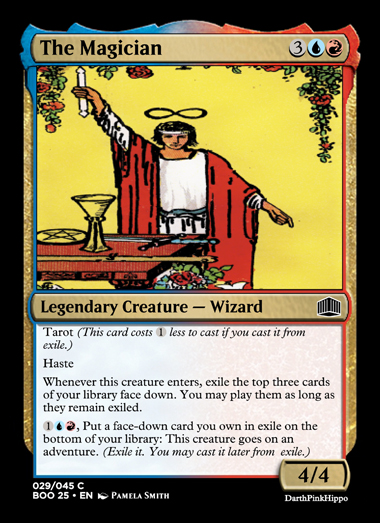 The Magician 3
Legendary Creature — Wizard
Tarot (This card costs 1 less to cast if you cast it from
exile.)
Haste
Whenever this creature enters, exile the top three cards
of your library face down. You may play them as long as
they remain exiled.
1, Put a face-down card you own in exile on the
bottom of your library: This creature goes on an
adventure. (Exile it. You may cast it later from  exile.)
4/4
029/045 C
BOO 25 • EN Pamela Smith
DarthPinkHippo